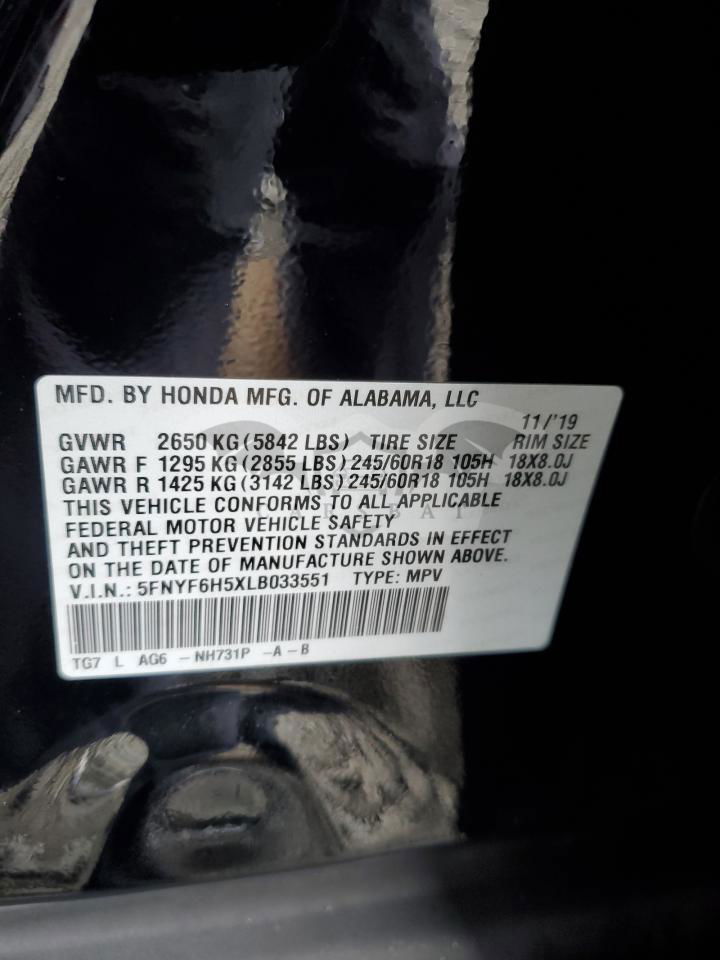 MFD. BY HONDA MFG. OF ALABAMA, LLC
11/'19
GVWR 2650 KG (5842 LBS) TIRE SIZE RIM SIZE
GAWR F 1295 KG (2855 LBS) 245/60R18 105H 18X8.0J
GAWR R 1425 KG (3142 LBS) 245/60R18 105H 18X8.0J
THIS VEHICLE CONFORMS TO ALL APPLICABLE
FEDERAL MOTOR VEHICLE SAFETY
AND THEFT PREVENTION STANDARDS IN EFFECT
ON THE DATE OF MANUFACTURE SHOWN ABOVE.
V.I.N.: 5FNYF6H5XLB033551 TYPE: MPV
TG7 L AG6 -NH731P -A-B